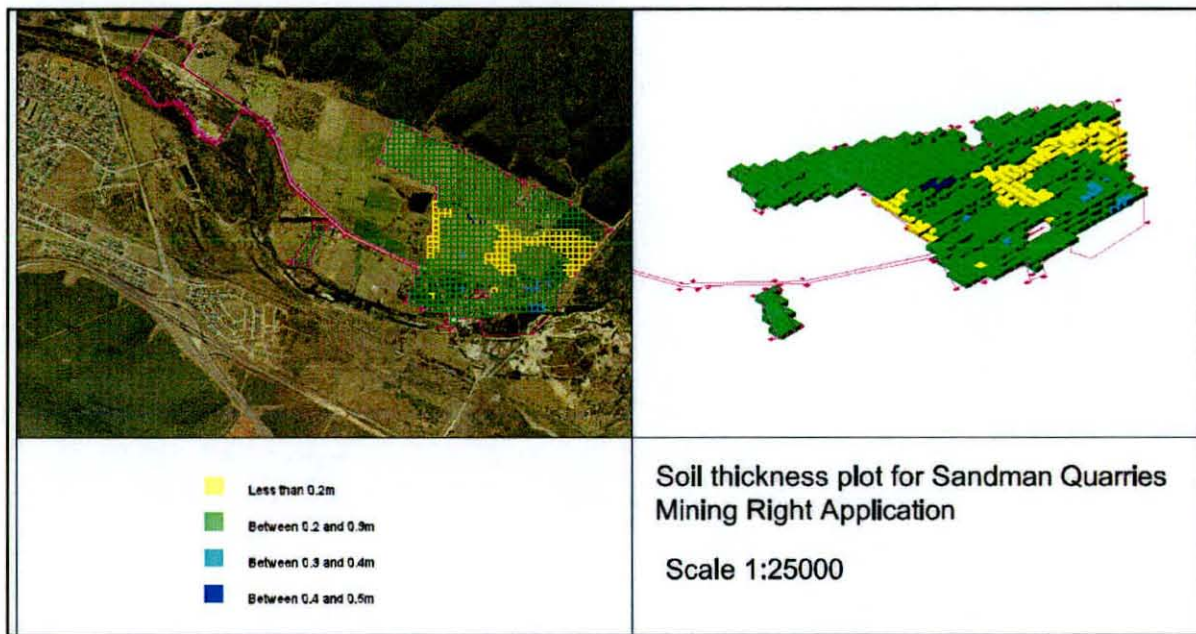 Less than 0.2m
Between 0.2 and 0.3m
Between 0.3 and 0.4m
Between 0.4 and 0.5m
Soil thickness plot for Sandman Quarries
Mining Right Application
Scale 1:25000